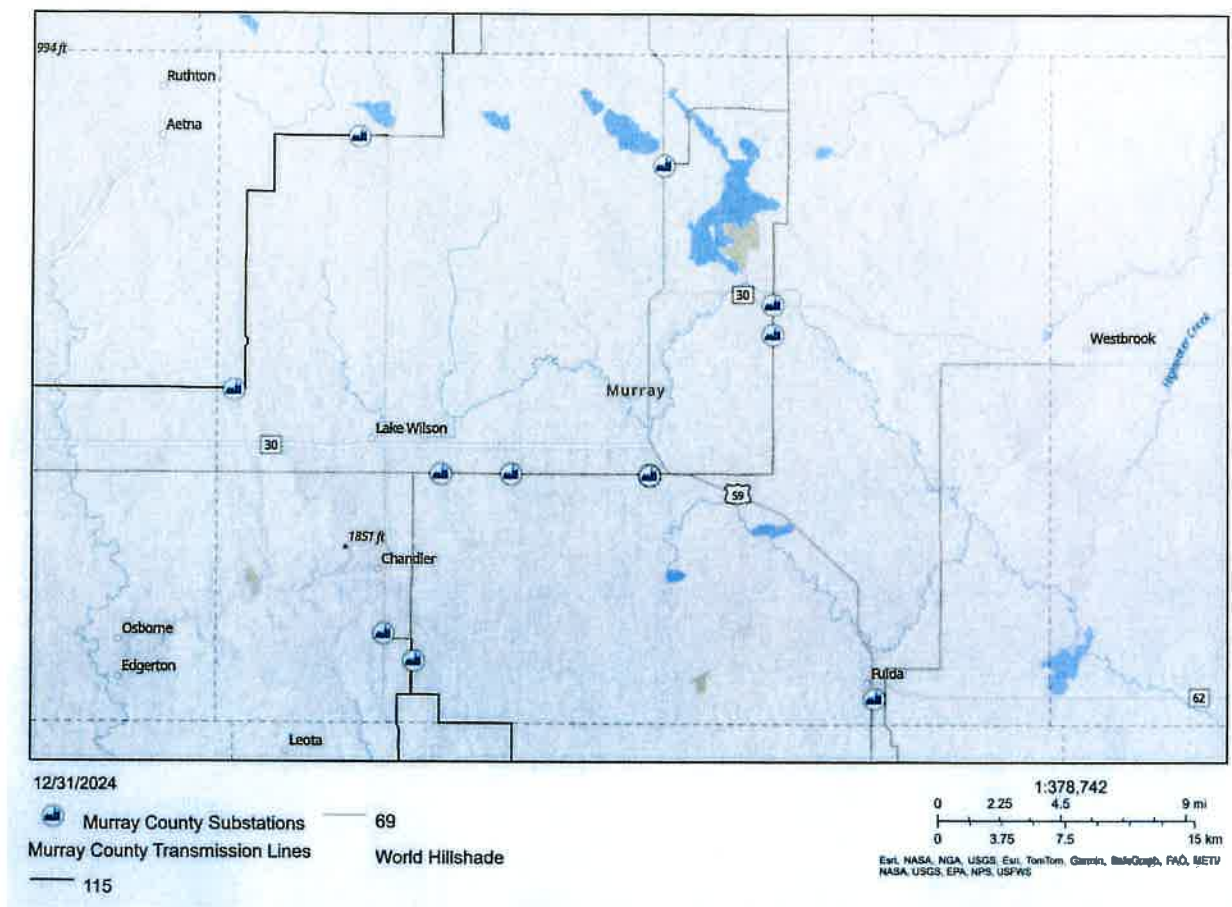 994 ft
Ruthton
Aetna
30
Westbrook
Highwater Creek
Murray
Lake Wilson
30
59
1851 ft
Chandler
Osborne
Edgerton
Fulda
62
Leota
12/31/2024
Murray County Substations
69
Murray County Transmission Lines
World Hillshade
115
1:378,742
0 2.25 4.5 9 mi
0 3.75 7.5 15 km
Esri, NASA, NGA, USGS, Esri, TomTom, Garmin, SafeGraph, FAO, METI/
NASA, USGS, EPA, NPS, USFWS